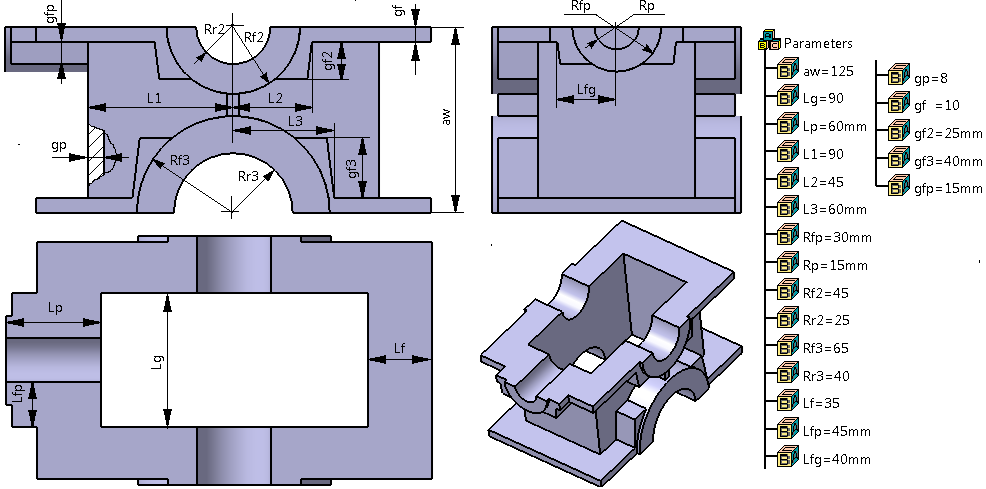 gfp
Rr2
Rf2
gf
gf2
L1
L2
L3
aw
gp
Rf3
Rr3
gf3
Rfp
Rp
Lfg
Lp
Lg
Lf
Lfp
Parameters
aw=125
Lg=90
Lp=60mm
L1=90
L2=45
L3=60mm
Rfp=30mm
Rp=15mm
Rf2=45
Rr2=25
Rf3=65
Rr3=40
Lf=35
Lfp=45mm
Lfg=40mm
gp=8
gf =10
gf2=25mm
gf3=40mm
gfp=15mm